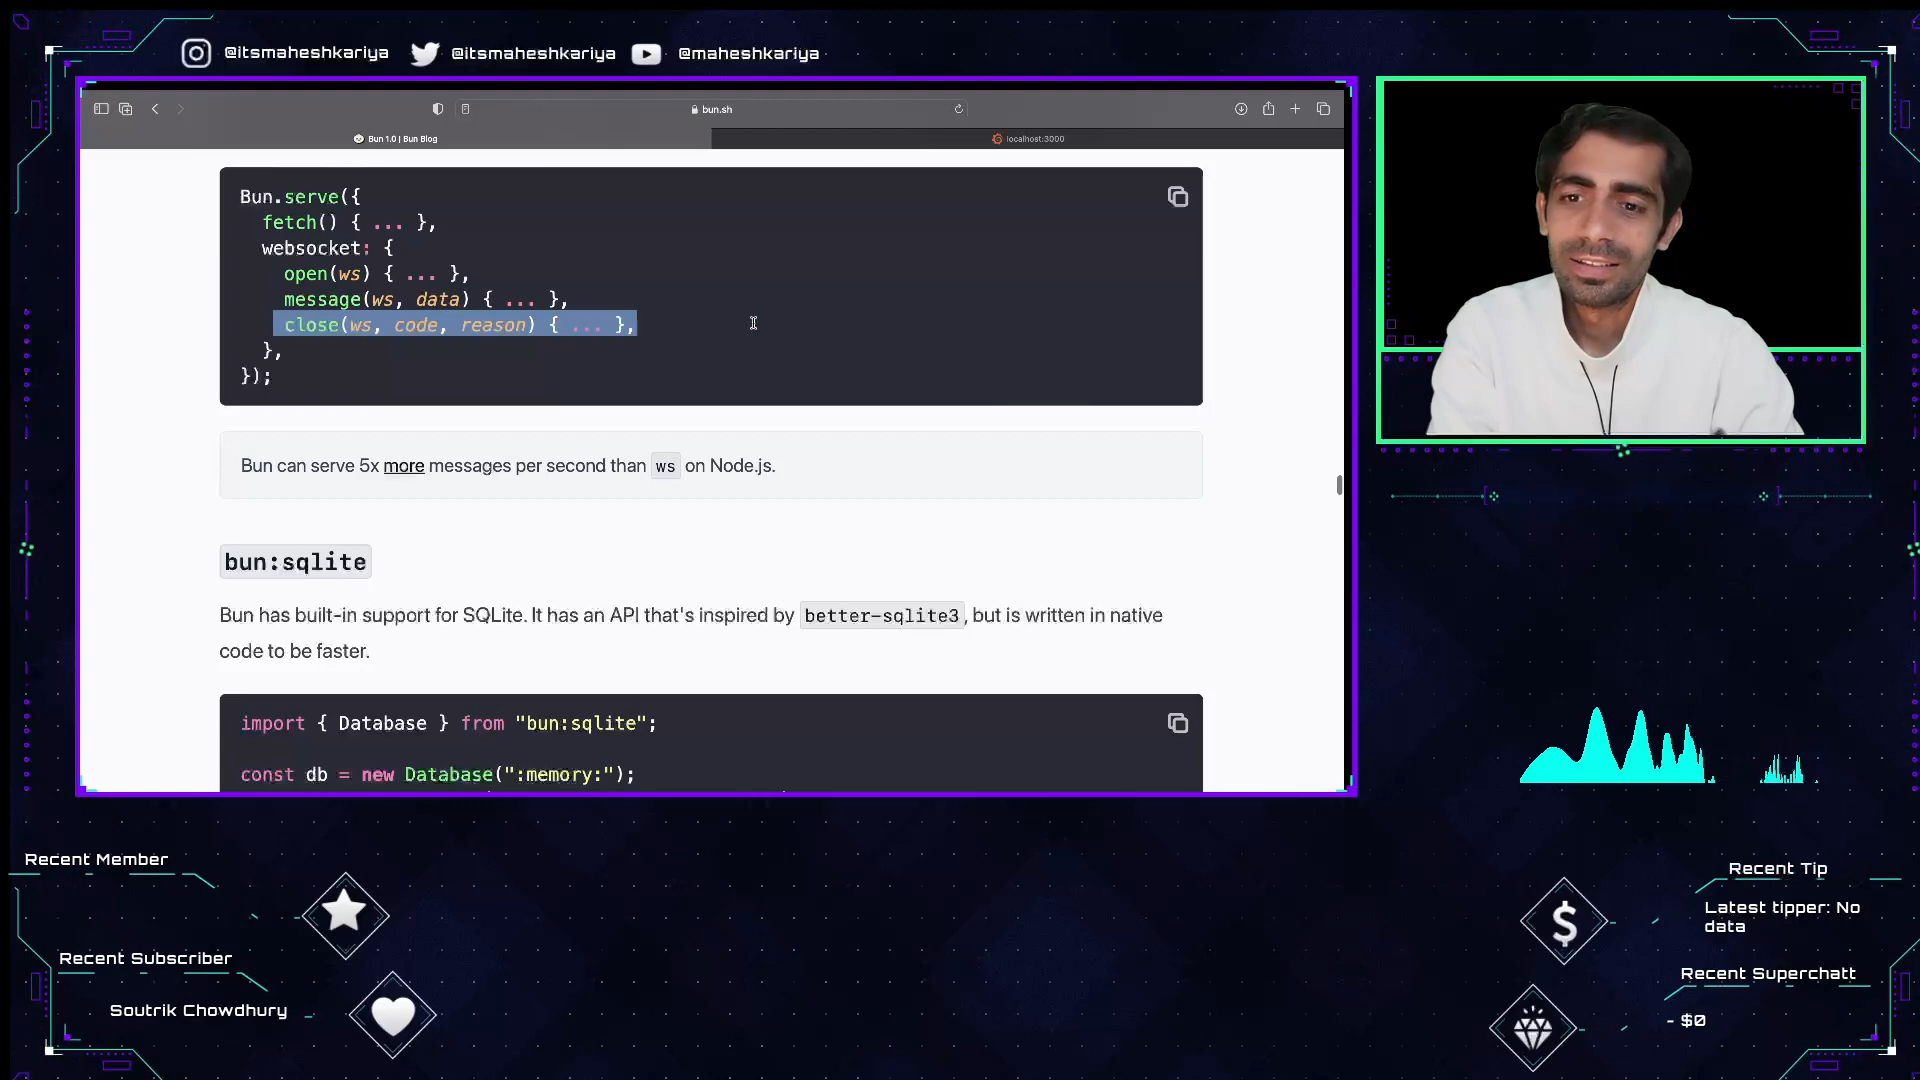 @itsmaheshkariya @itsmaheshkariya @maheshkariya
bun.sh
Bun 1.0 | Bun Blog
localhost:3000
Bun.serve({
fetch() { ... },
websocket: {
open(ws) { ... },
message(ws, data) { ... },
close(ws, code, reason) { ... },
},
});
Bun can serve 5x more messages per second than ws on Node.js.
bun:sqlite
Bun has built-in support for SQLite. It has an API that's inspired by better-sqlite3, but is written in native
code to be faster.
import { Database } from "bun:sqlite";
const db = new Database(":memory:");
Recent Member
Recent Subscriber
Soutrik Chowdhury
Recent Tip
Latest tipper: No
data
Recent Superchatt
- $0